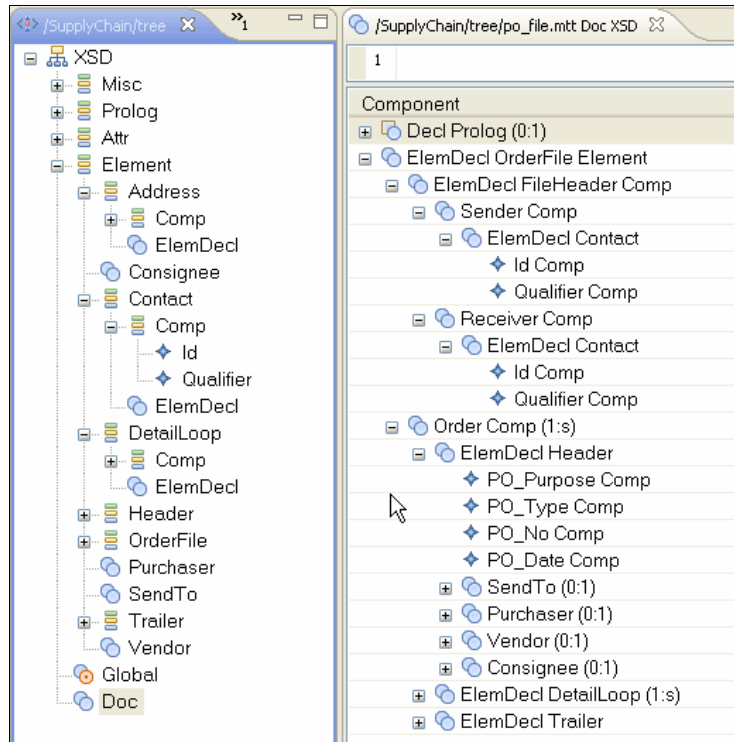 /SupplyChain/tree
»1
XSD
Misc
Prolog
Attr
Element
Address
Comp
ElemDecl
Consignee
Contact
Comp
Id
Qualifier
ElemDecl
DetailLoop
Comp
ElemDecl
Header
OrderFile
Purchaser
SendTo
Trailer
Vendor
Global
Doc
/SupplyChain/tree/po_file.mtt Doc XSD
1
Component
Decl Prolog (0:1)
ElemDecl OrderFile Element
ElemDecl FileHeader Comp
Sender Comp
ElemDecl Contact
Id Comp
Qualifier Comp
Receiver Comp
ElemDecl Contact
Id Comp
Qualifier Comp
Order Comp (1:s)
ElemDecl Header
PO_Purpose Comp
PO_Type Comp
PO_No Comp
PO_Date Comp
SendTo (0:1)
Purchaser (0:1)
Vendor (0:1)
Consignee (0:1)
ElemDecl DetailLoop (1:s)
ElemDecl Trailer